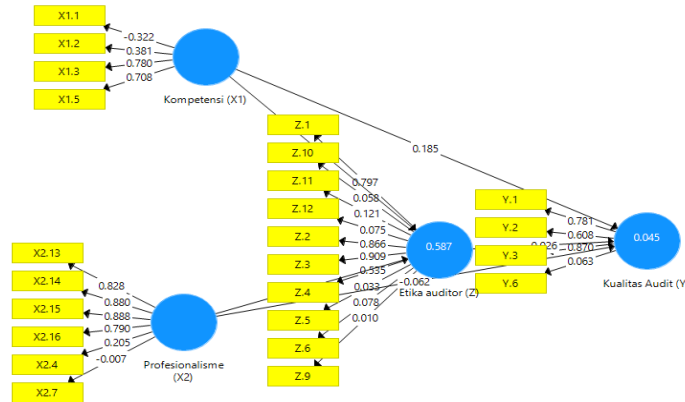 X1.1
X1.2
X1.3
X1.5
-0.322
0.381
0.780
0.708
Kompetensi (X1)
0.185
Z.1
Z.10
Z.11
Z.12
Z.2
Z.3
Z.4
Z.5
Z.6
Z.9
0.797
0.058
0.121
0.075
0.866
0.909
0.535
0.033
0.078
0.010
0.587
Etika auditor (Z)
-0.062
Y.1
Y.2
Y.3
Y.6
0.781
0.608
0.870
0.063
0.045
Kualitas Audit (Y
X2.13
X2.14
X2.15
X2.16
X2.4
X2.7
0.828
0.880
0.888
0.790
0.205
-0.007
Profesionalisme
(X2)